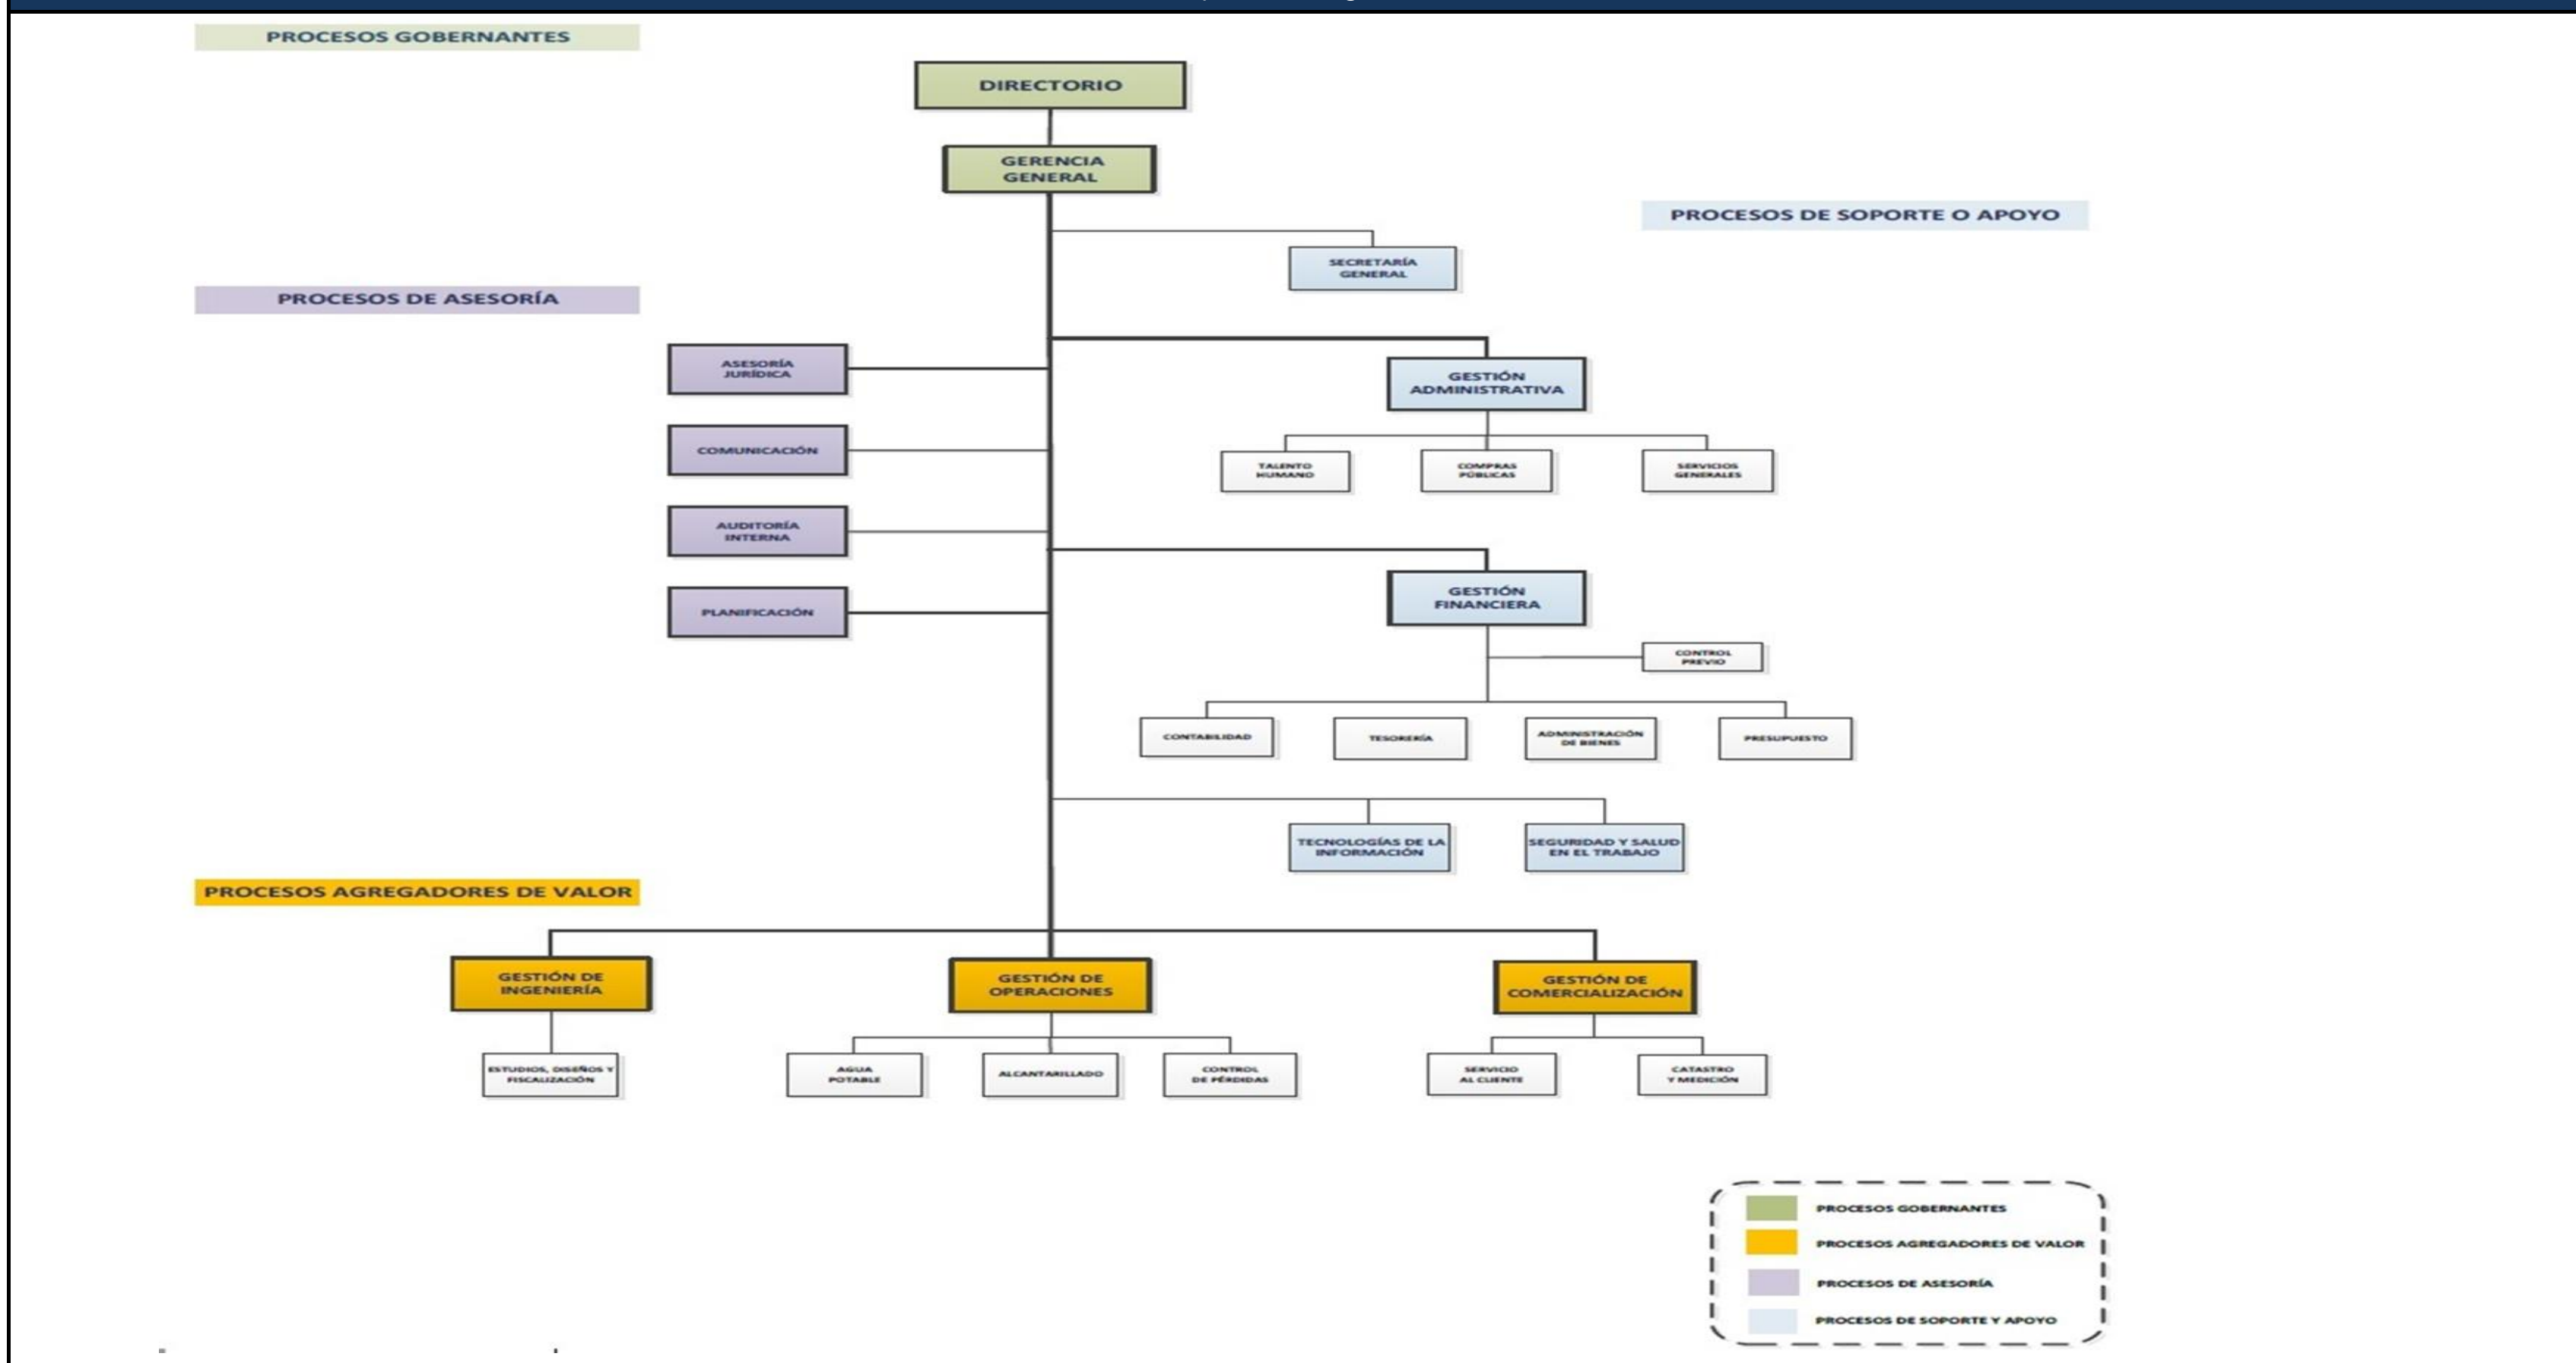 PROCESOS GOBERNANTES
DIRECTORIO
GERENCIA
GENERAL
PROCESOS DE SOPORTE O APOYO
SECRETARÍA
GENERAL
PROCESOS DE ASESORÍA
ASESORÍA
JURÍDICA
GESTIÓN
ADMINISTRATIVA
COMUNICACIÓN
TALENTO
HUMANO
COMPRAS
PÚBLICAS
SERVICIOS
GENERALES
AUDITORÍA
INTERNA
GESTIÓN
FINANCIERA
PLANIFICACIÓN
CONTROL
PREVIO
CONTABILIDAD
TESORERÍA
ADMINISTRACIÓN
DE BIENES
PRESUPUESTO
TECNOLOGÍAS DE LA
INFORMACIÓN
SEGURIDAD Y SALUD
EN EL TRABAJO
PROCESOS AGREGADORES DE VALOR
GESTIÓN DE
INGENIERÍA
GESTIÓN DE
OPERACIONES
GESTIÓN DE
COMERCIALIZACIÓN
ESTUDIOS, DISEÑOS Y
FISCALIZACIÓN
AGUA
POTABLE
ALCANTARILLADO
CONTROL
DE PÉRDIDAS
SERVICIO
AL CLIENTE
CATASTRO
Y MEDICIÓN
PROCESOS GOBERNANTES
PROCESOS AGREGADORES DE VALOR
PROCESOS DE ASESORÍA
PROCESOS DE SOPORTE Y APOYO